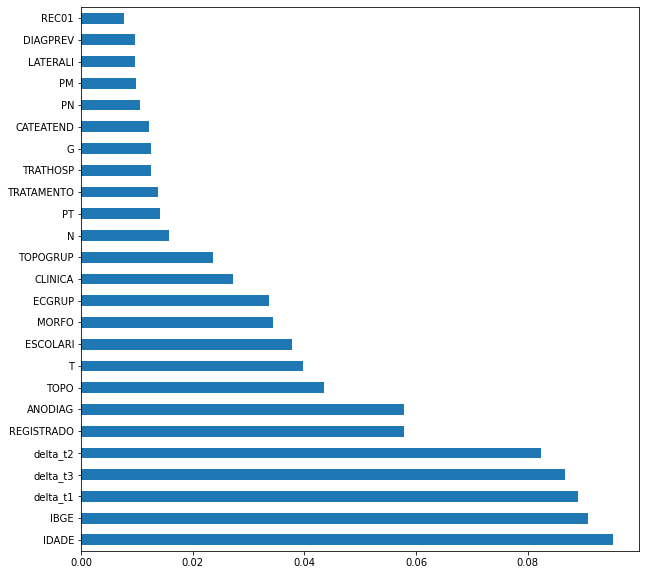 REC01
DIAGPREV
LATERALI
PM
PN
CATEATEND
G
TRATHOSP
TRATAMENTO
PT
N
TOPOGRUP
CLINICA
ECGRUP
MORFO
ESCOLARI
T
TOPO
ANODIAG
REGISTRADO
delta_t2
delta_t3
delta_t1
IBGE
IDADE
0.00 0.02 0.04 0.06 0.08